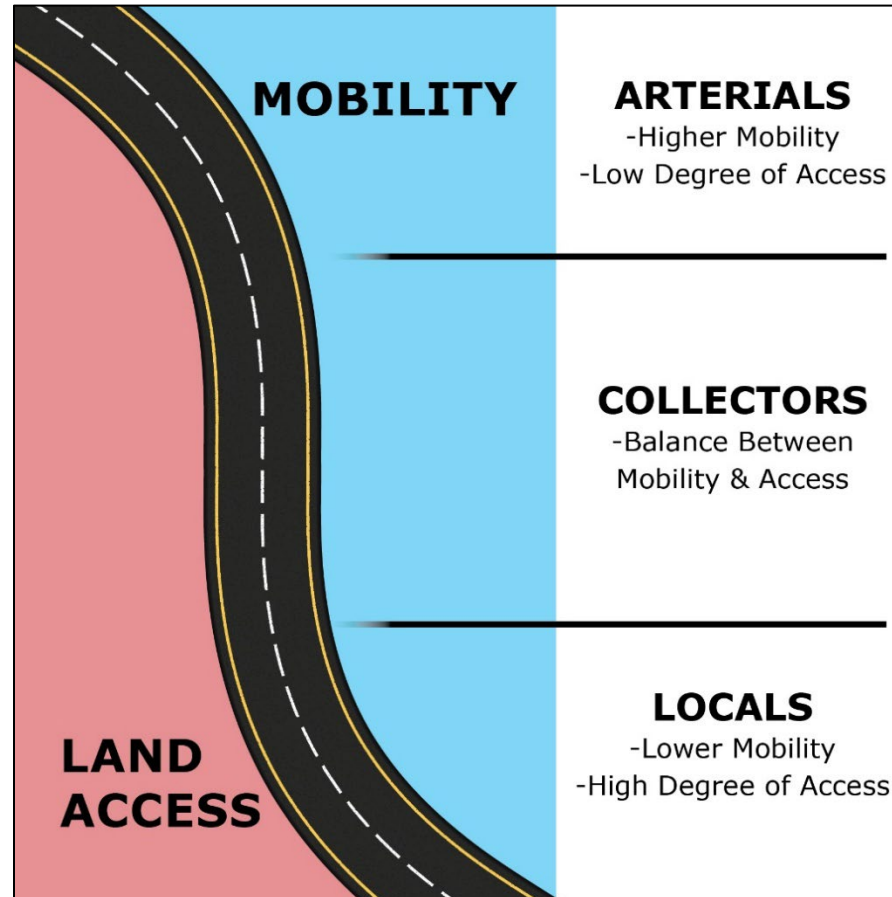 MOBILITY
ARTERIALS
-Higher Mobility
-Low Degree of Access
COLLECTORS
-Balance Between
Mobility & Access
LOCALS
-Lower Mobility
-High Degree of Access
LAND
ACCESS